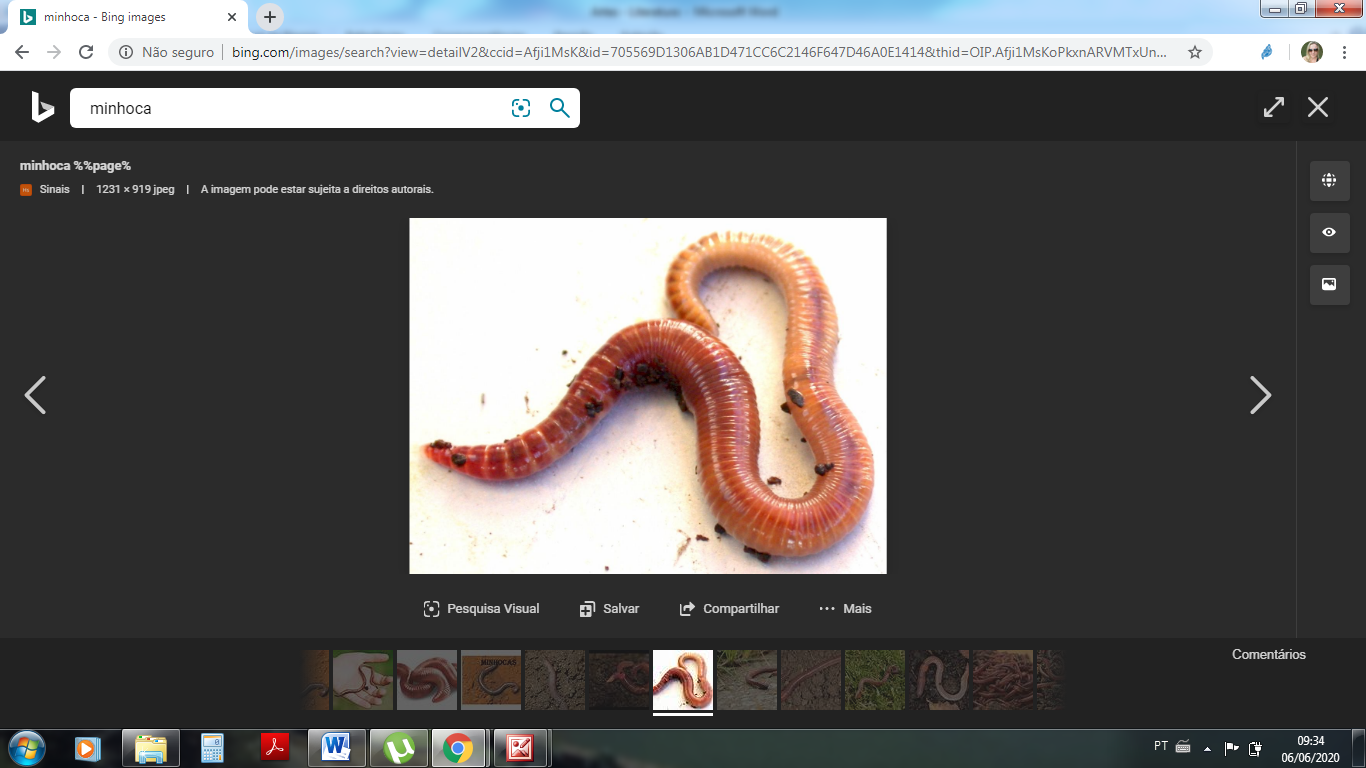 minhoca - Bing images
Não seguro
bing.com/images/search?view=detailV2&ccid=Afji1MsK&id=705569D1306AB1D471CC6C2146F647D46A0E1414&thid=OIP.Afji1MsKoPkxnARVMTxUn...
minhoca
minhoca %%page%
Sinais | 1231 × 919 jpeg | A imagem pode estar sujeita a direitos autorais.
Pesquisa Visual
Salvar
Compartilhar
Mais
MINHOCAS
Comentários
PT
09:34
06/06/2020